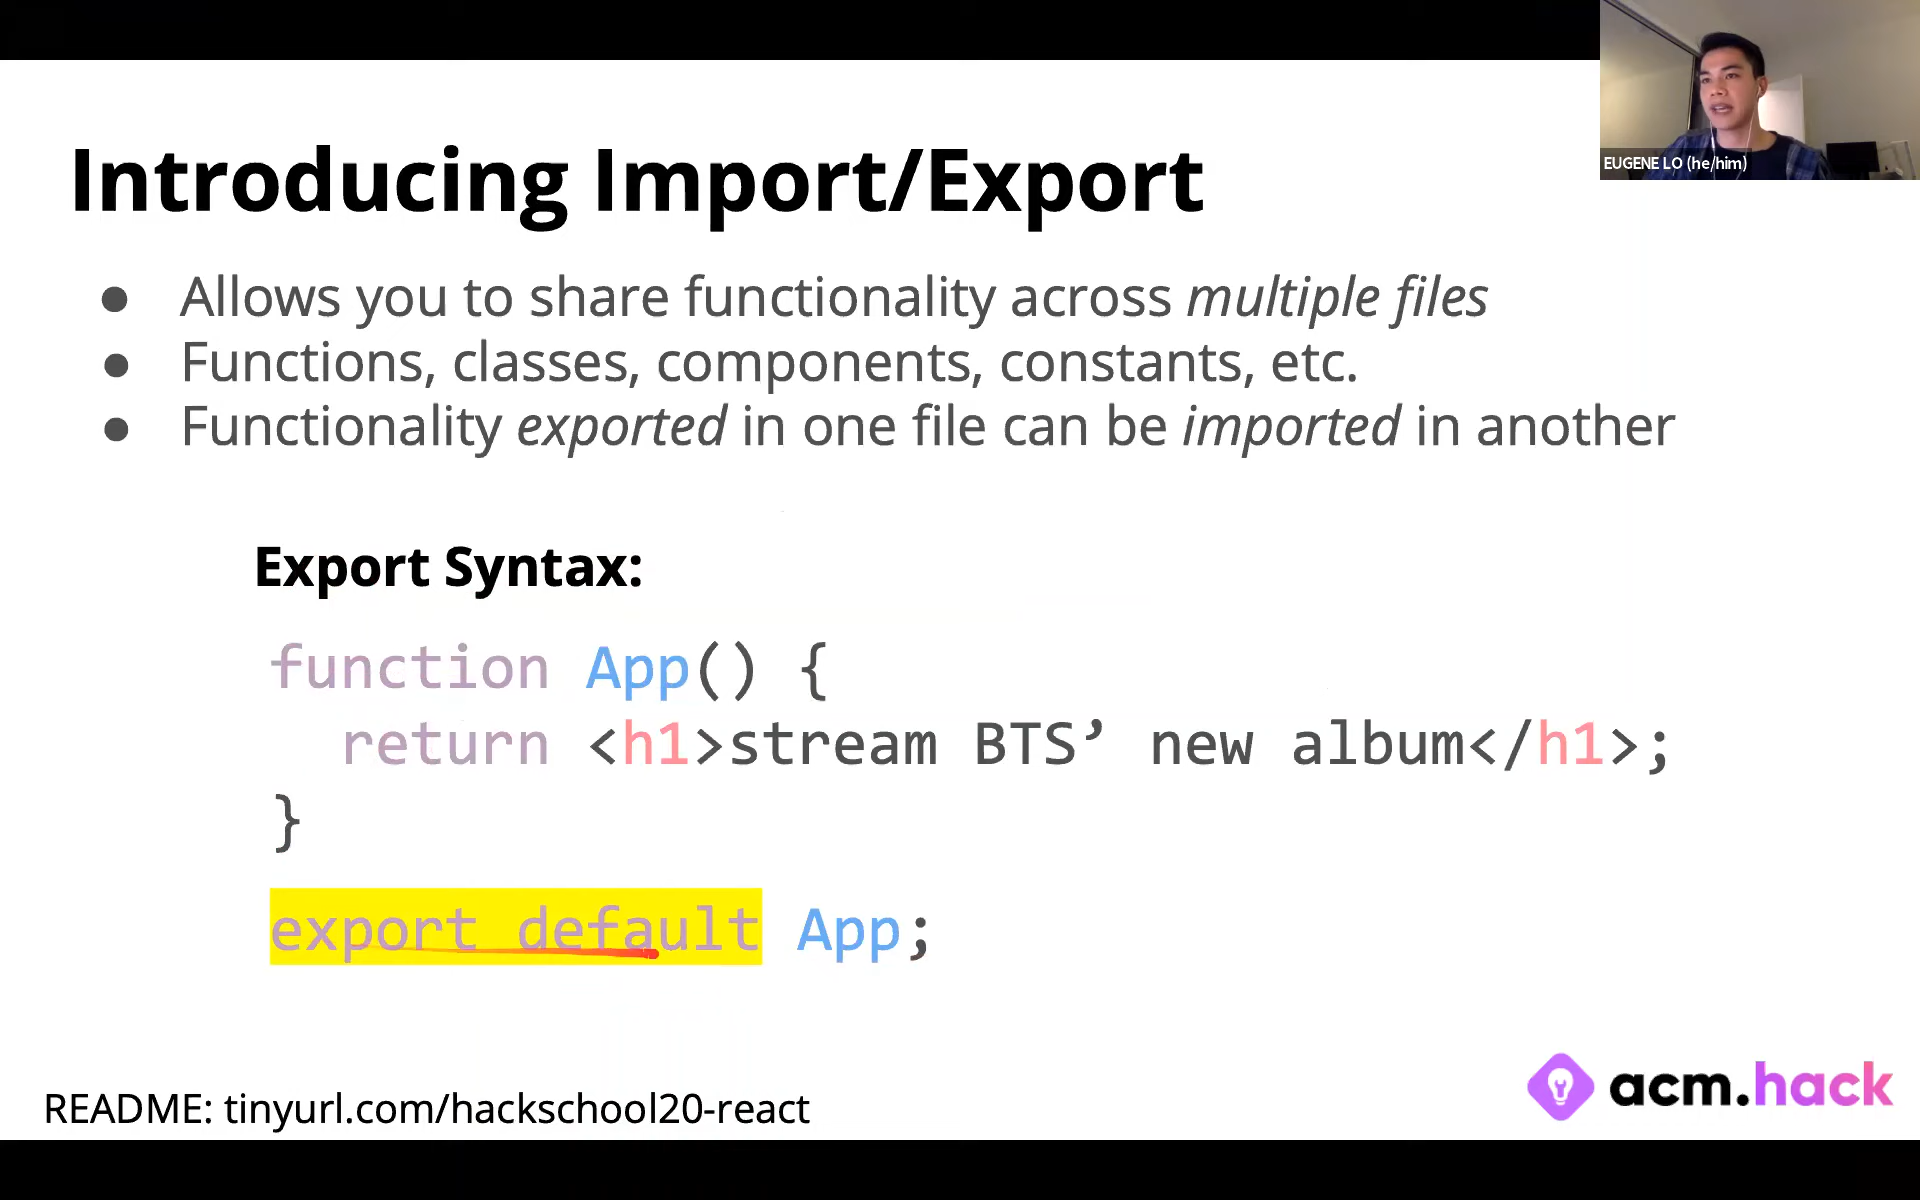 EUGENE LO (he/him)
Introducing Import/Export
● Allows you to share functionality across multiple files
● Functions, classes, components, constants, etc.
● Functionality exported in one file can be imported in another
Export Syntax:
function App() {
  return <h1>stream BTS’ new album</h1>;
}
export default App;
README: tinyurl.com/hackschool20-react
acm.hack